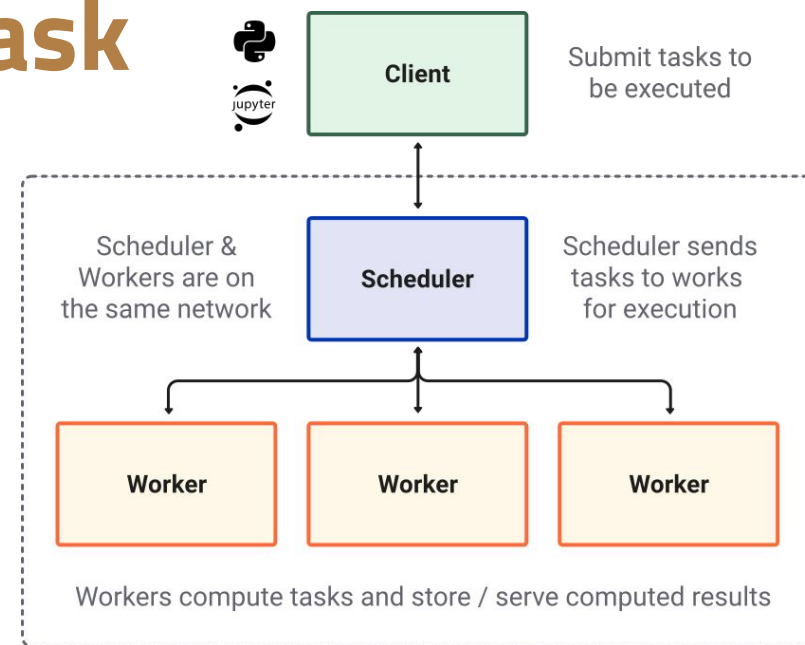 ask
jupyter
Client
Submit tasks to
be executed
Scheduler &
Workers are on
the same network
Scheduler
Scheduler sends
tasks to works
for execution
Worker
Worker
Worker
Workers compute tasks and store / serve computed results